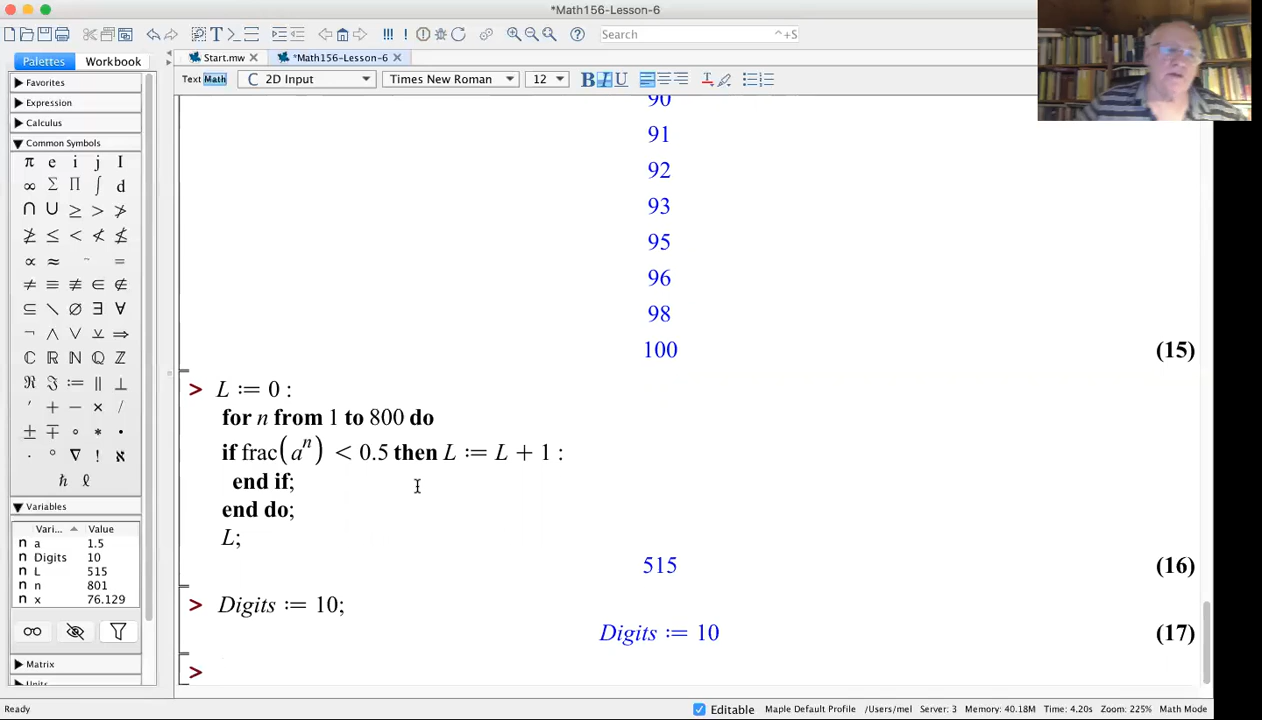 *Math156-Lesson-6
Search
+S
Palettes
Workbook
Start.mw
*Math156-Lesson-6
Text Math
C 2D Input
Times New Roman
12
B I U
Favorites
Expression
Calculus
Common Symbols
π e i j I
∞ Σ Π ∫ d
∩ ∪ ≥ > ≯
≱ ≤ < ≮ ≰
∝ ≈ ~ =
≠ ≡ ≢ ∈ ∉
⊆ \ ∅ ∃ ∀
¬ ∧ ∨ ⊻ ⇒
ℂ ℝ ℕ ℚ ℤ
ℜ ℑ := ∥ ⊥
′ + − × /
± ∓ ∘ * •
. ° ∇ ! ℵ
ℏ ℓ
Variables
Vari... Value
n a 1.5
n Digits 10
n L 515
n n 801
n x 76.129
Matrix
90
91
92
93
95
96
98
100
(15)
> L := 0 :
for n from 1 to 800 do
if frac(aⁿ) < 0.5 then L := L + 1 :
end if;
end do;
L;
515
(16)
> Digits := 10;
Digits := 10
(17)
>
Ready
Editable
Maple Default Profile
/Users/mel
Server: 3
Memory: 40.18M
Time: 4.20s
Zoom: 225%
Math Mode